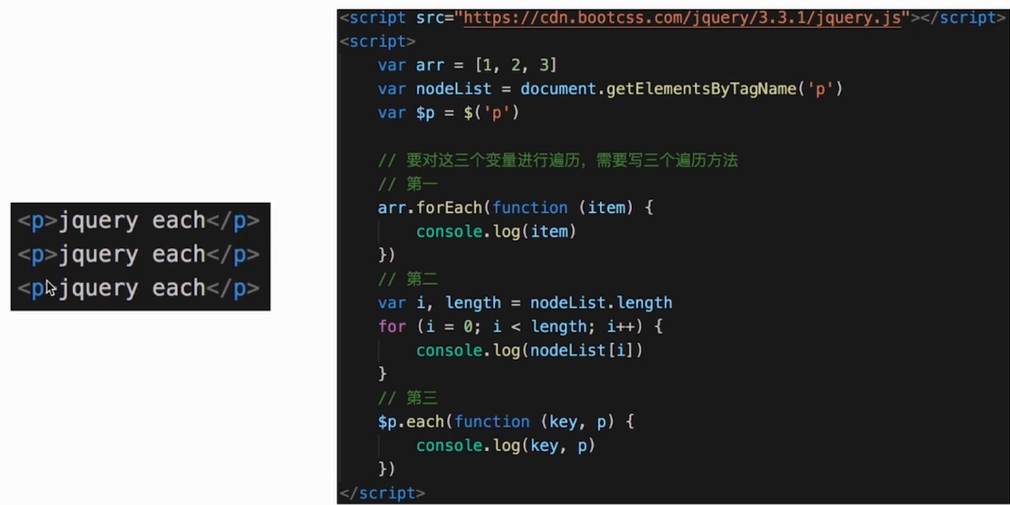 <p>jquery each</p>
<p>jquery each</p>
<p>jquery each</p>
<script src="https://cdn.bootcss.com/jquery/3.3.1/jquery.js"></script>
<script>
var arr = [1, 2, 3]
var nodeList = document.getElementsByTagName('p')
var $p = $('p')
// 要对这三个变量进行遍历，需要写三个遍历方法
// 第一
arr.forEach(function (item) {
console.log(item)
})
// 第二
var i, length = nodeList.length
for (i = 0; i < length; i++) {
console.log(nodeList[i])
}
// 第三
$p.each(function (key, p) {
console.log(key, p)
})
</script>